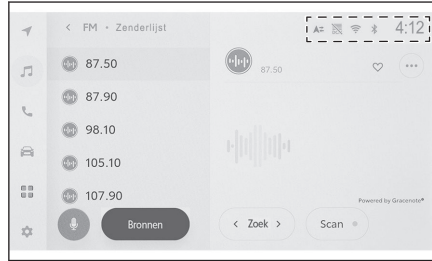 < FM • Zenderlijst
A=
4:12
87.50
87.90
98.10
105.10
107.90
87.50
Powered by Gracenote®
Bronnen
< Zoek >
Scan